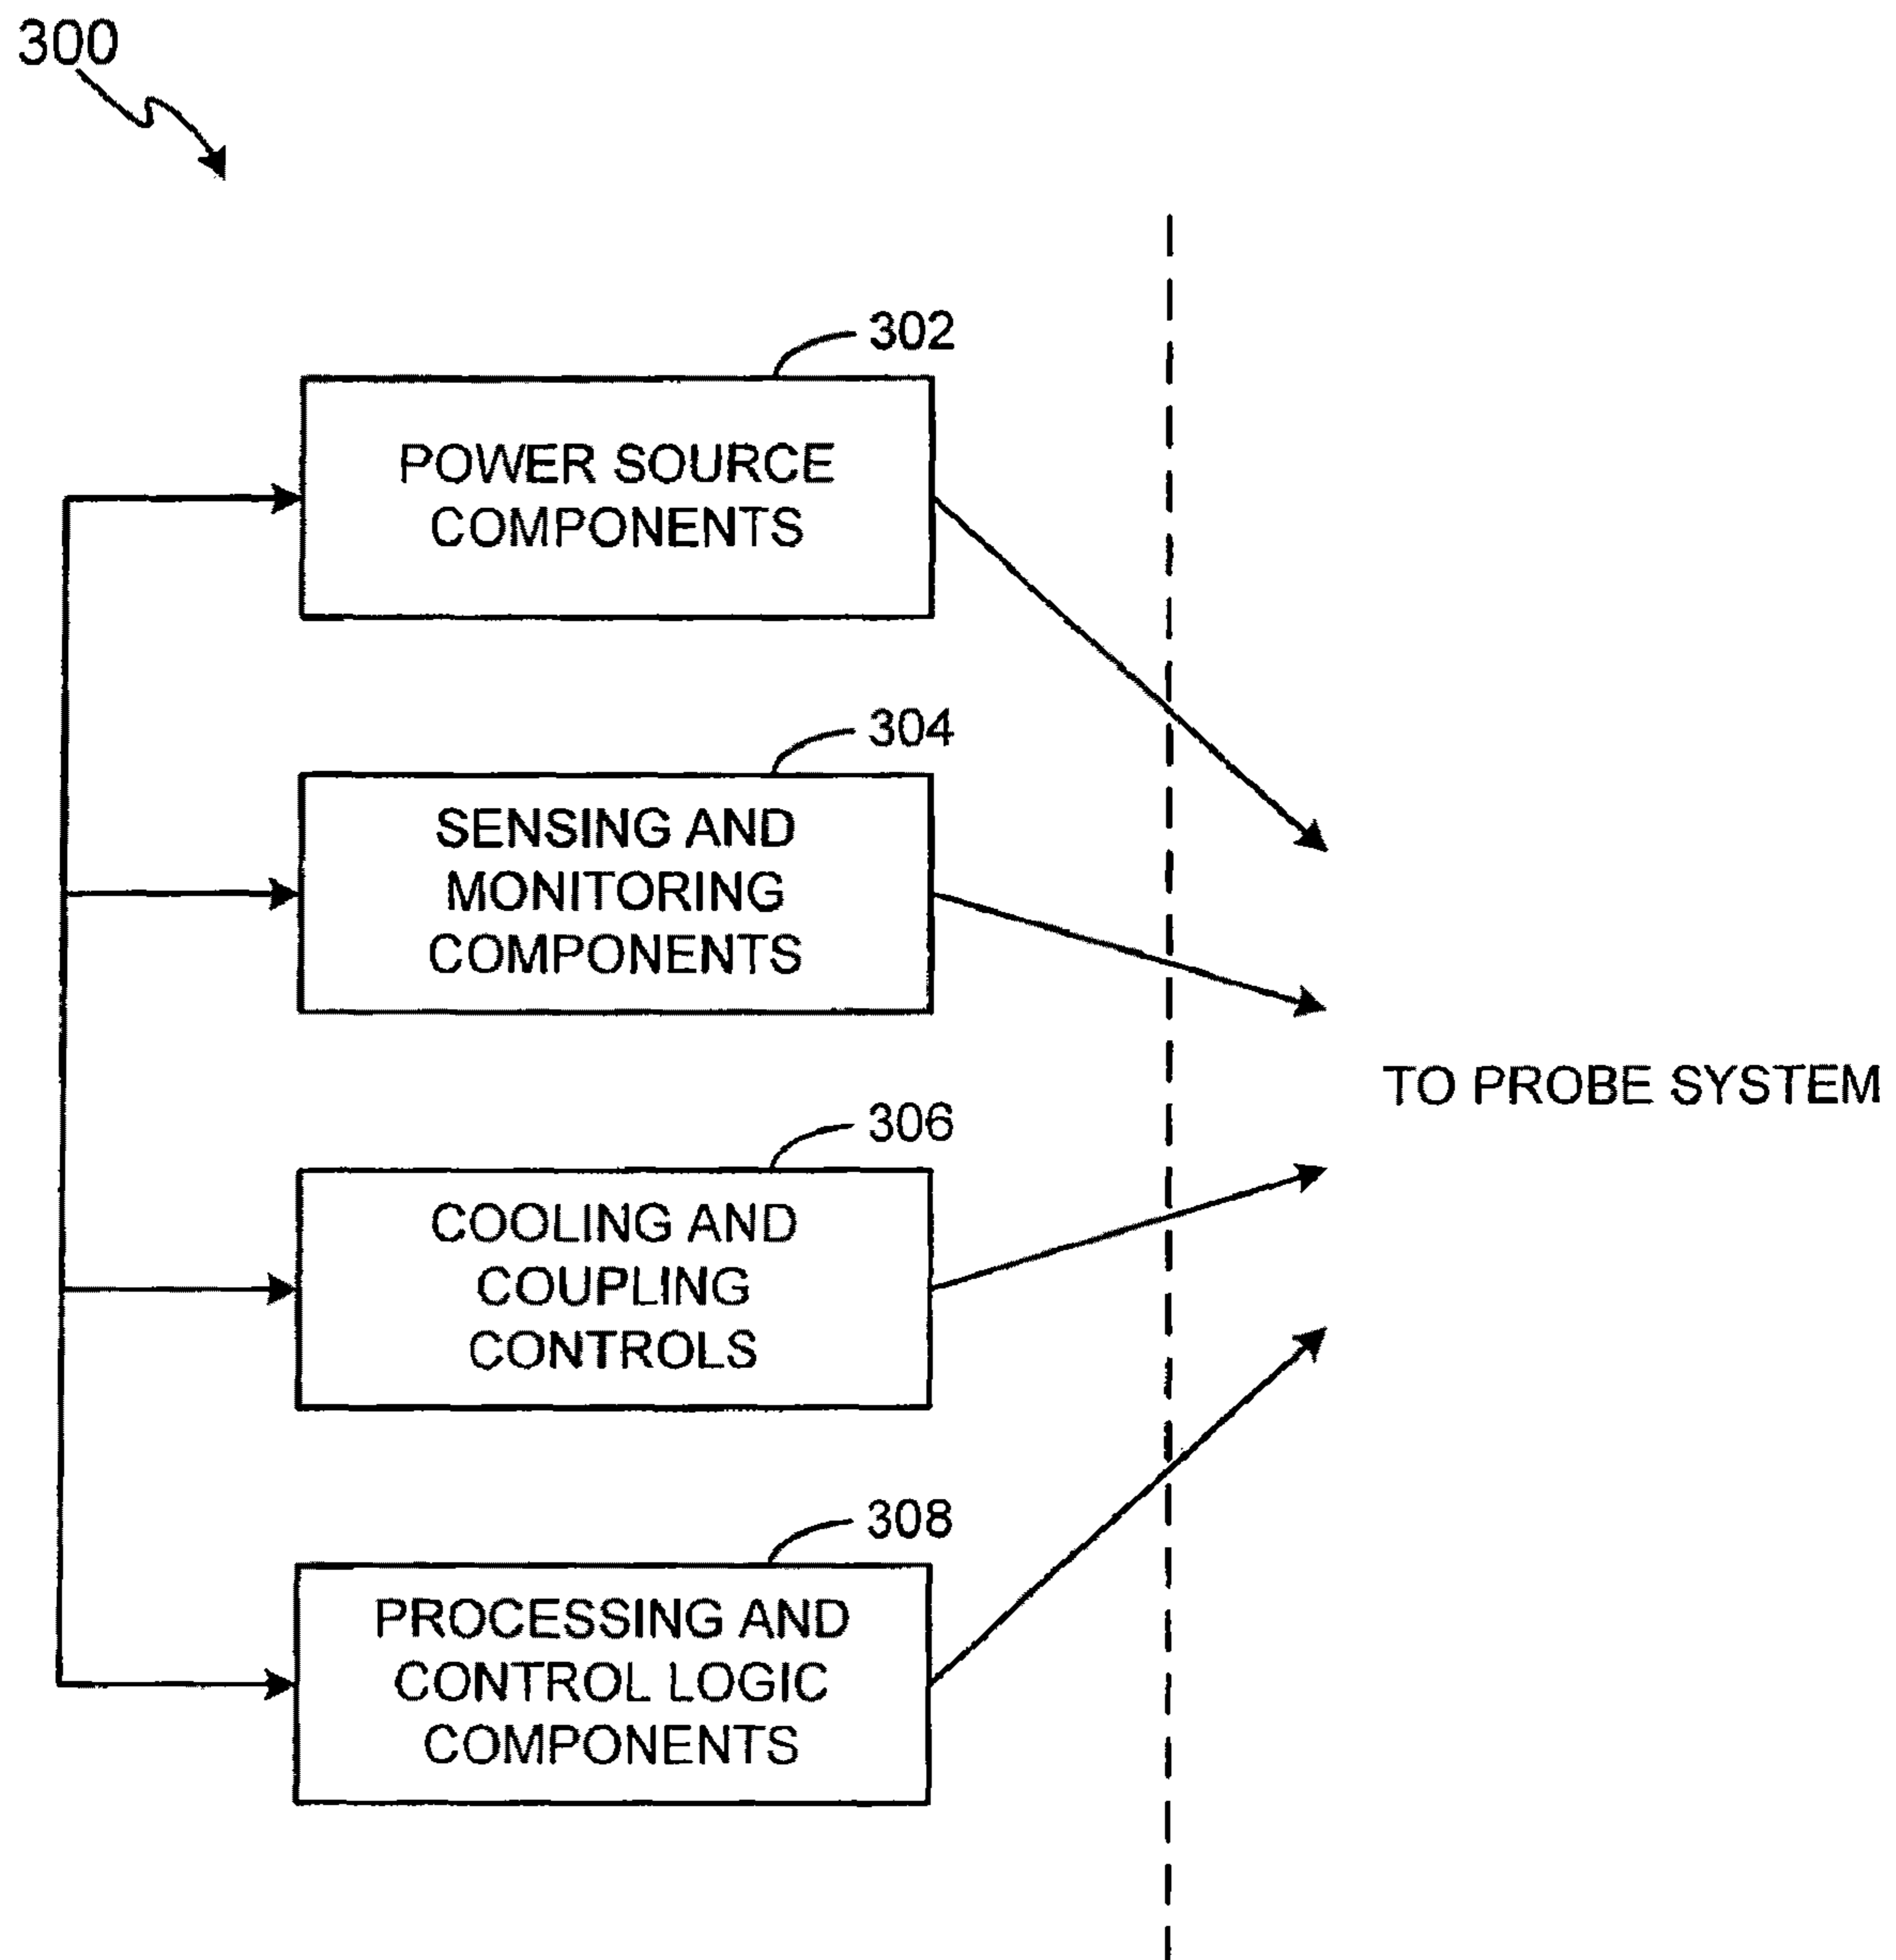 300
302
POWER SOURCE
COMPONENTS
304
SENSING AND
MONITORING
COMPONENTS
TO PROBE SYSTEM
306
COOLING AND
COUPLING
CONTROLS
308
PROCESSING AND
CONTROL LOGIC
COMPONENTS